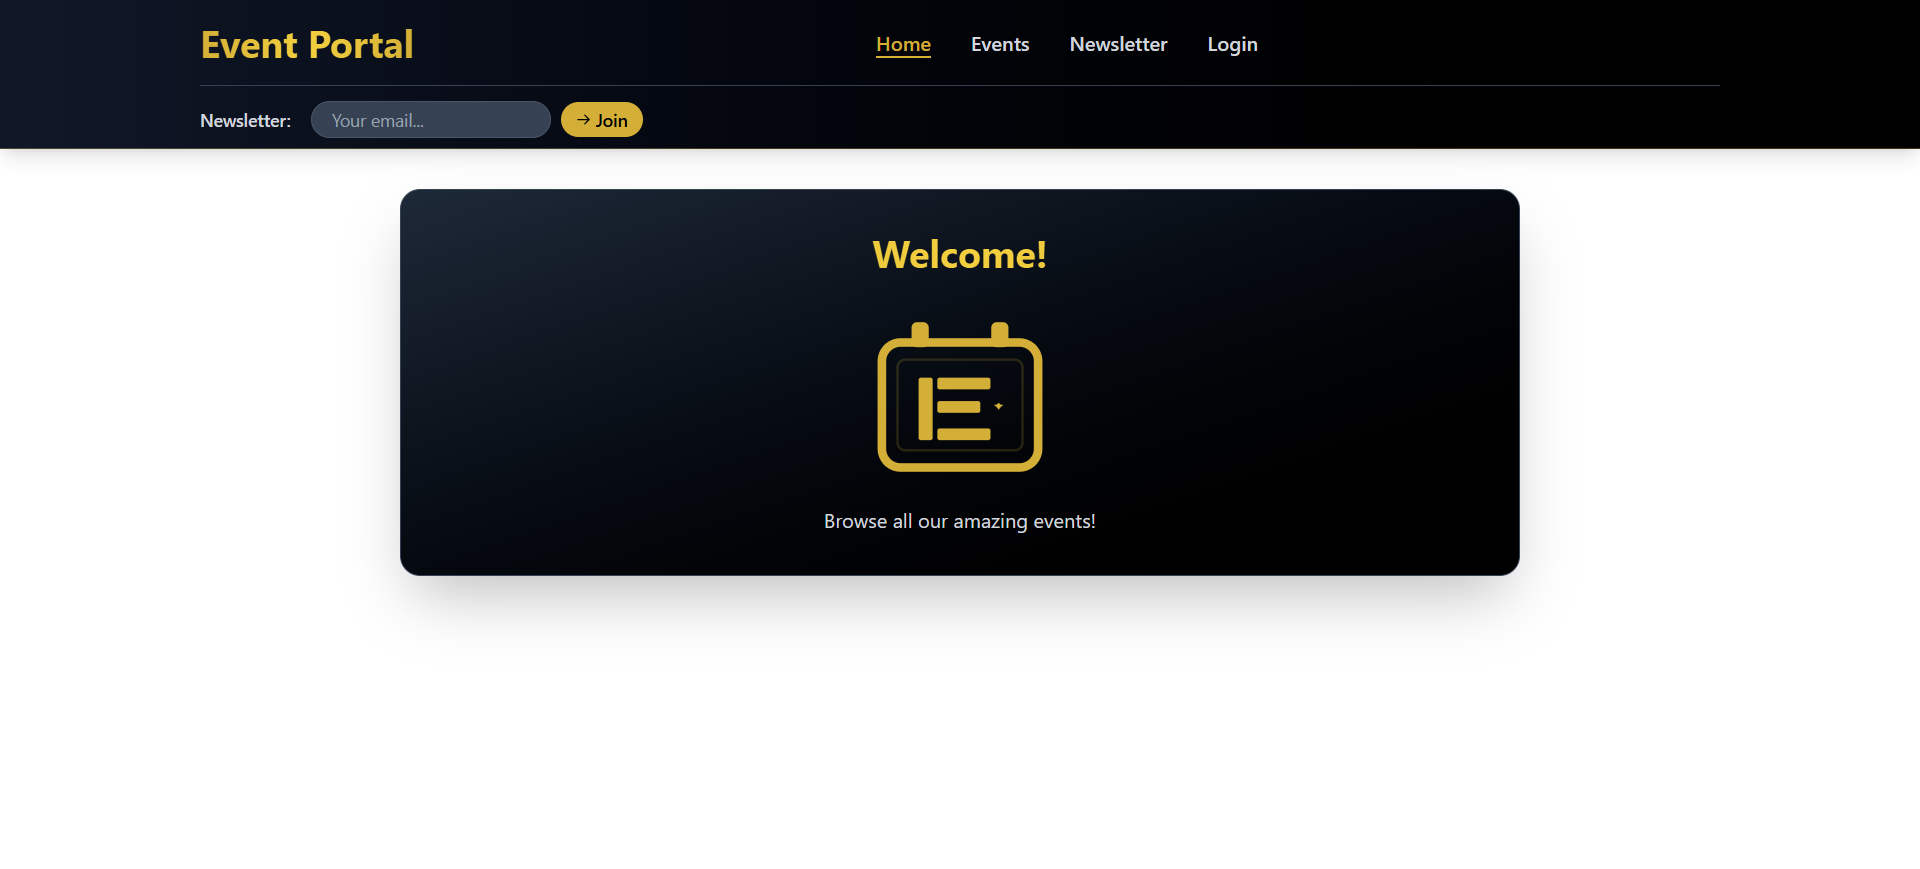 Event Portal
Home Events Newsletter Login
Newsletter: Your email... → Join
Welcome!
E
Browse all our amazing events!